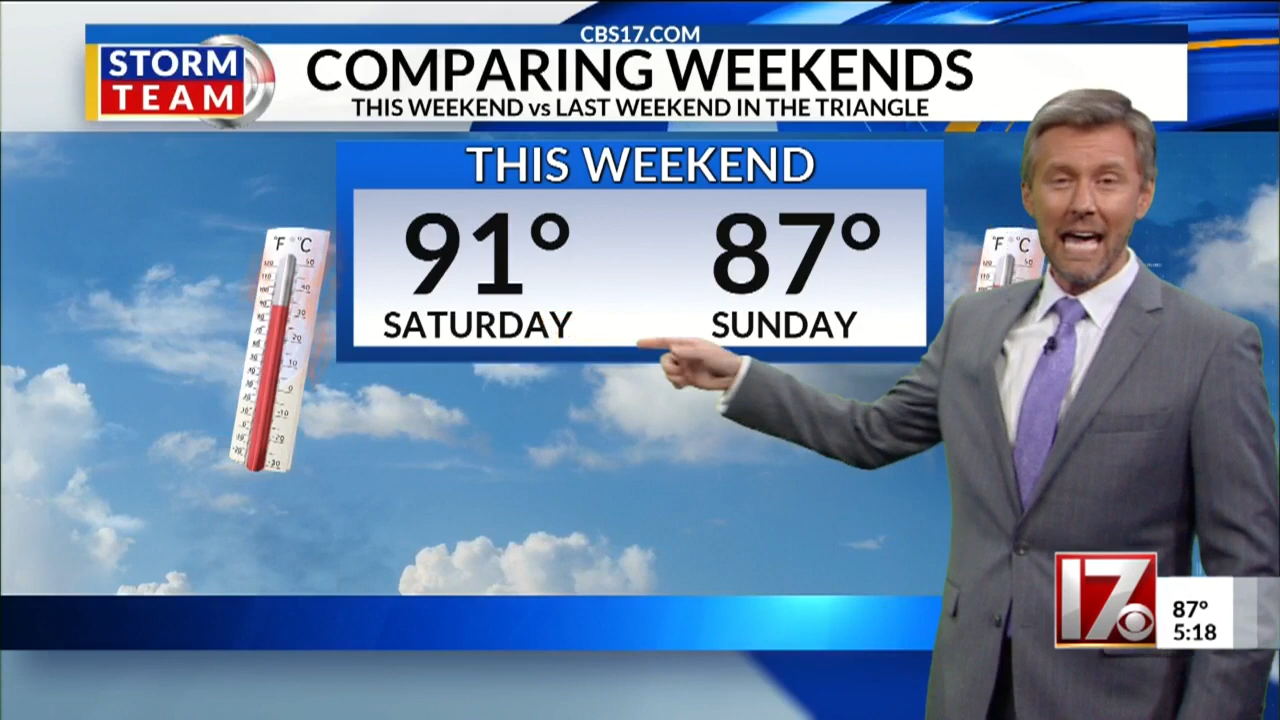 CBS17.COM
STORM
TEAM
COMPARING WEEKENDS
THIS WEEKEND vs LAST WEEKEND IN THE TRIANGLE
THIS WEEKEND
91° 87°
SATURDAY SUNDAY
°F °C
°F °C
17
87°
5:18